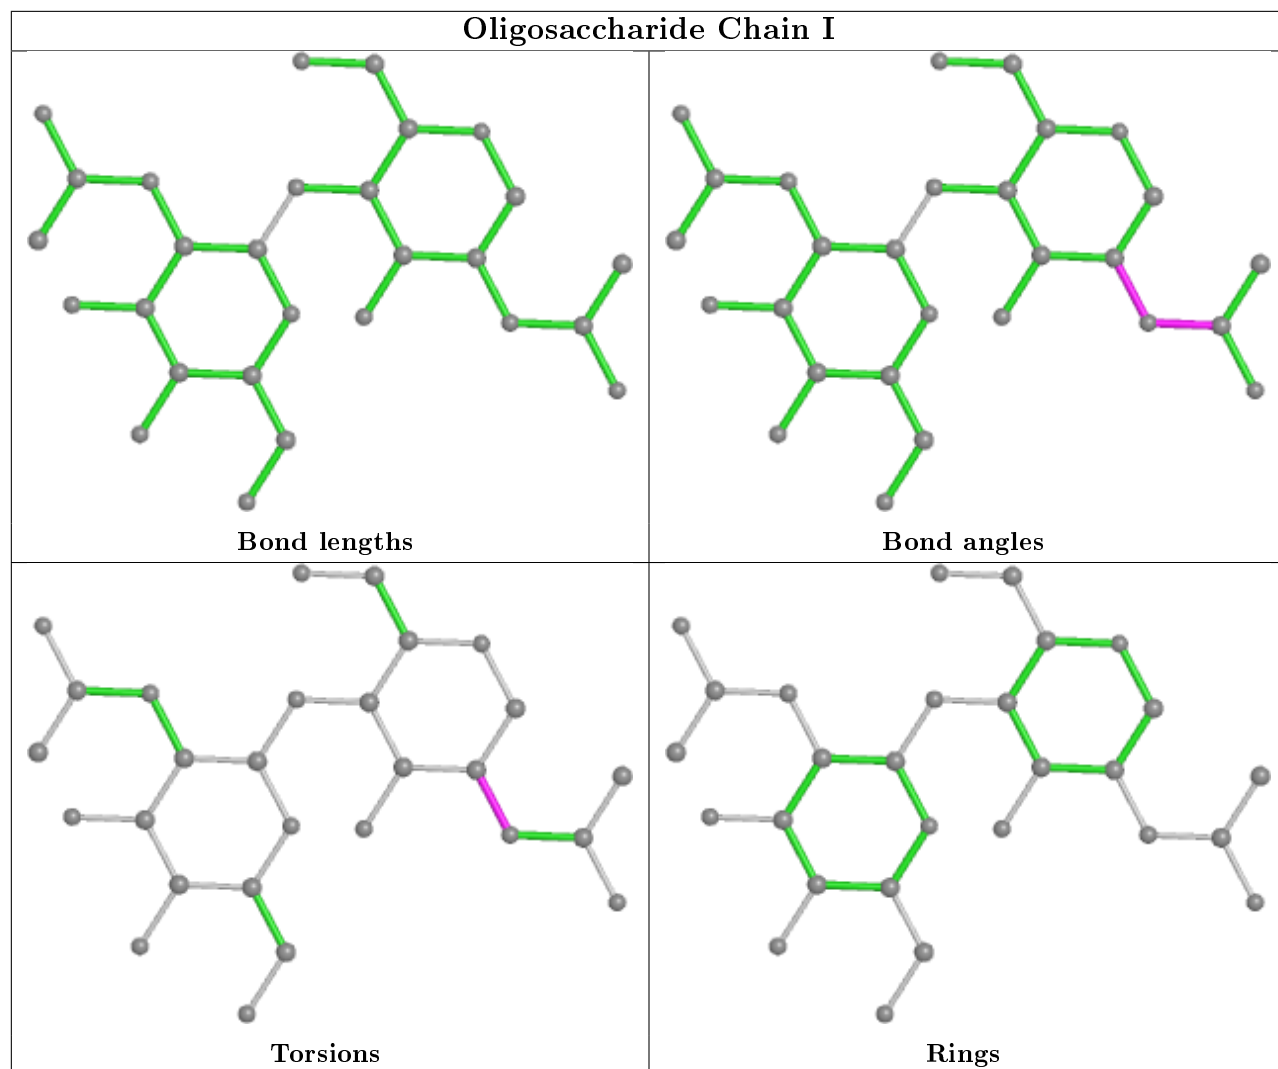 Oligosaccharide Chain I
Bond lengths
Bond angles
Torsions
Rings